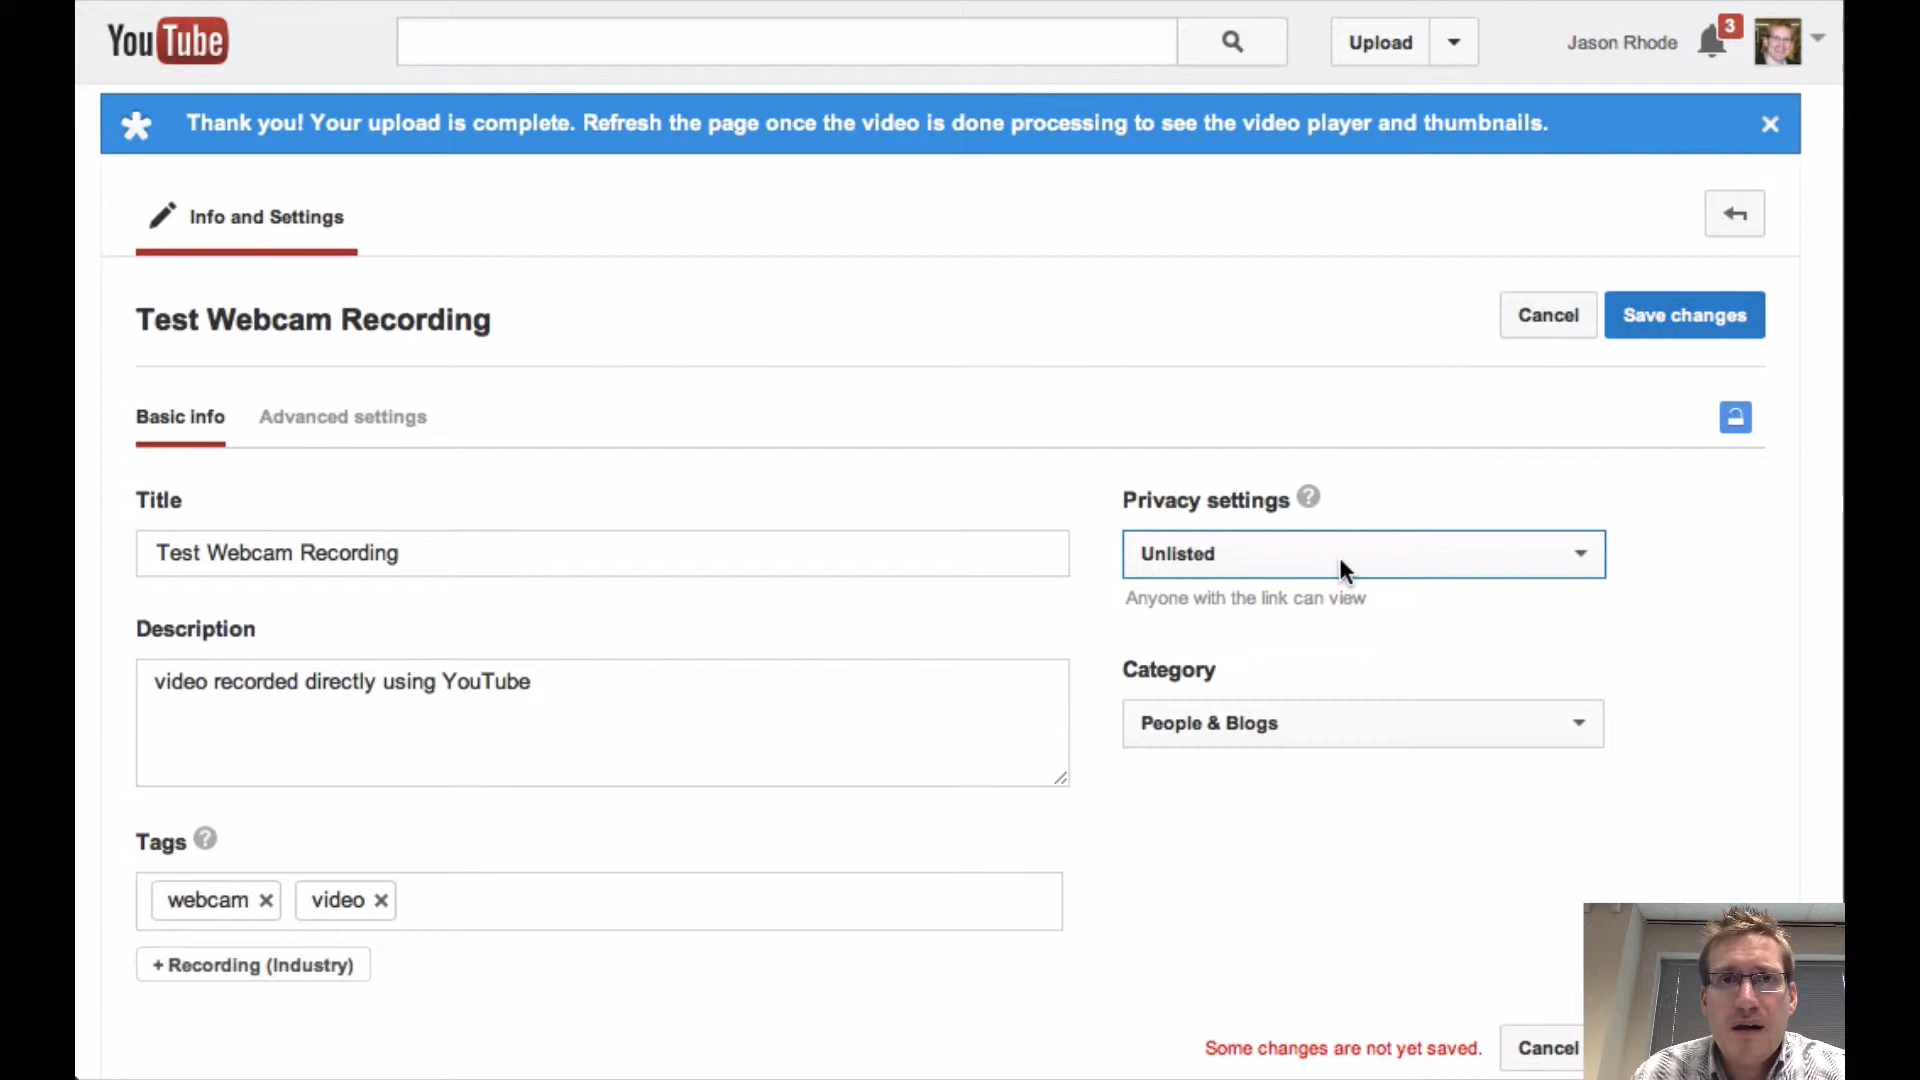 YouTube
Upload
Jason Rhode
3
Thank you! Your upload is complete. Refresh the page once the video is done processing to see the video player and thumbnails.
Info and Settings
Test Webcam Recording
Cancel
Save changes
Basic info
Advanced settings
Title
Test Webcam Recording
Privacy settings ?
Unlisted
Anyone with the link can view
Description
video recorded directly using YouTube
Category
People & Blogs
Tags ?
webcam ×
video ×
+ Recording (Industry)
Some changes are not yet saved.
Cancel